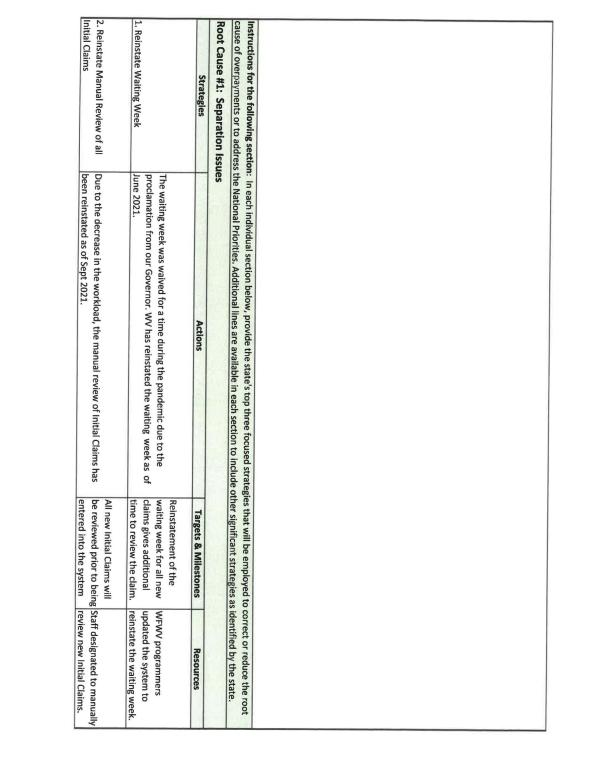 Instructions for the following section: In each individual section below, provide the state's top three focused strategies that will be employed to correct or reduce the root
cause of overpayments or to address the National Priorities. Additional lines are available in each section to include other significant strategies as identified by the state.
Root Cause #1: Separation Issues
Strategies
Actions
Targets & Milestones
Resources
1. Reinstate Waiting Week
The waiting week was waived for a time during the pandemic due to the
proclamation from our Governor. WV has reinstated the waiting week as of
June 2021.
Reinstatement of the
waiting week for all new
claims gives additional
time to review the claim.
WFWV programmers
updated the system to
reinstate the waiting week.
2. Reinstate Manual Review of all
Initial Claims
Due to the decrease in the workload, the manual review of Initial Claims has
been reinstated as of Sept 2021.
All new Initial Claims will
be reviewed prior to being
entered into the system
Staff designated to manually
review new Initial Claims.